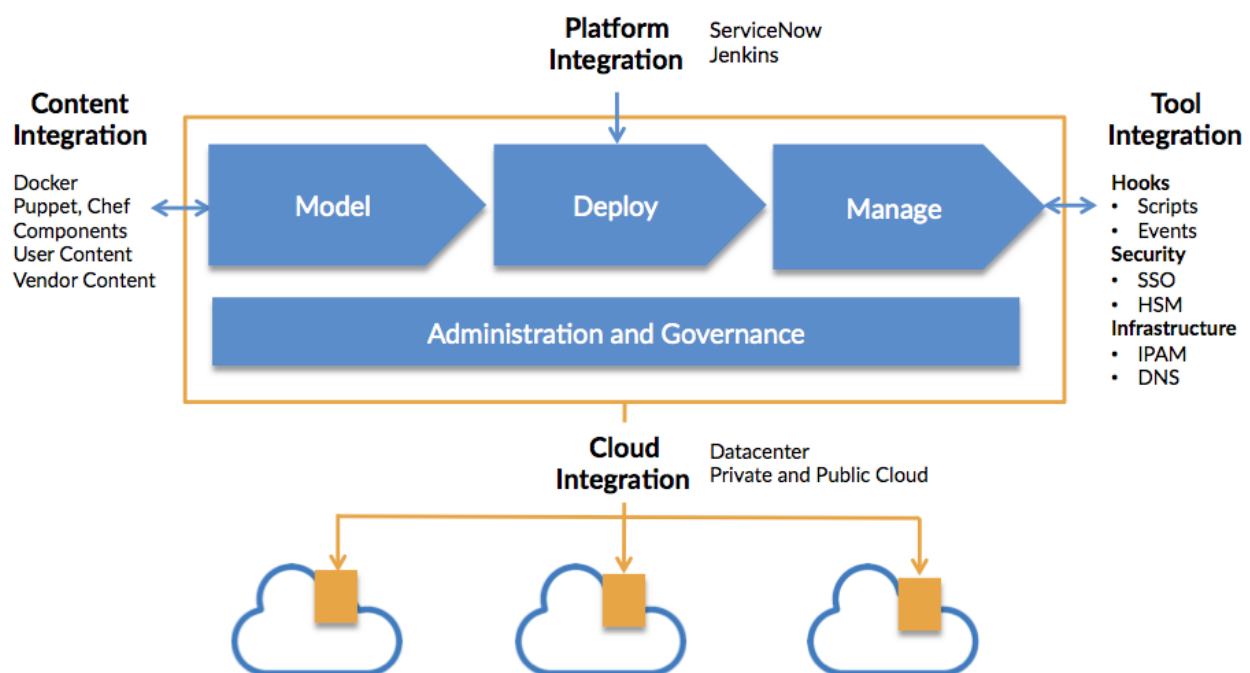 Platform
Integration
ServiceNow
Jenkins
Content
Integration
Docker
Puppet, Chef
Components
User Content
Vendor Content
Model
Deploy
Manage
Administration and Governance
Tool
Integration
Hooks
• Scripts
• Events
Security
• SSO
• HSM
Infrastructure
• IPAM
• DNS
Cloud
Integration
Datacenter
Private and Public Cloud